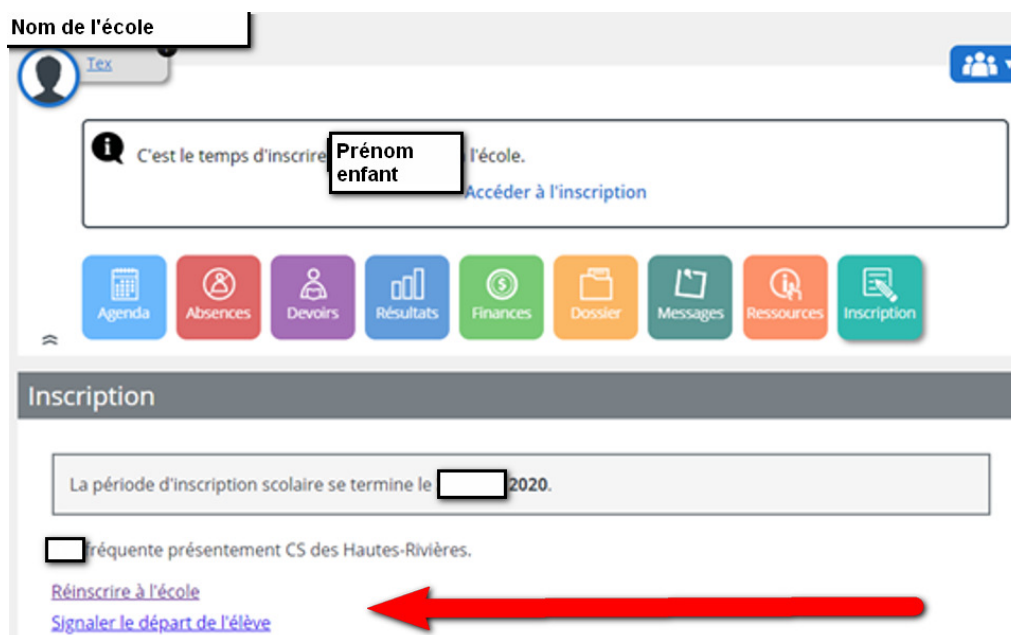 Nom de l'école
Tex
C'est le temps d'inscrire Prénom enfant l'école.
Accéder à l'inscription
Agenda
Absences
Devoirs
Résultats
Finances
Dossier
Messages
Ressources
Inscription
Inscription
La période d'inscription scolaire se termine le 2020.
fréquente présentement CS des Hautes-Rivières.
Réinscrire à l'école
Signaler le départ de l'élève